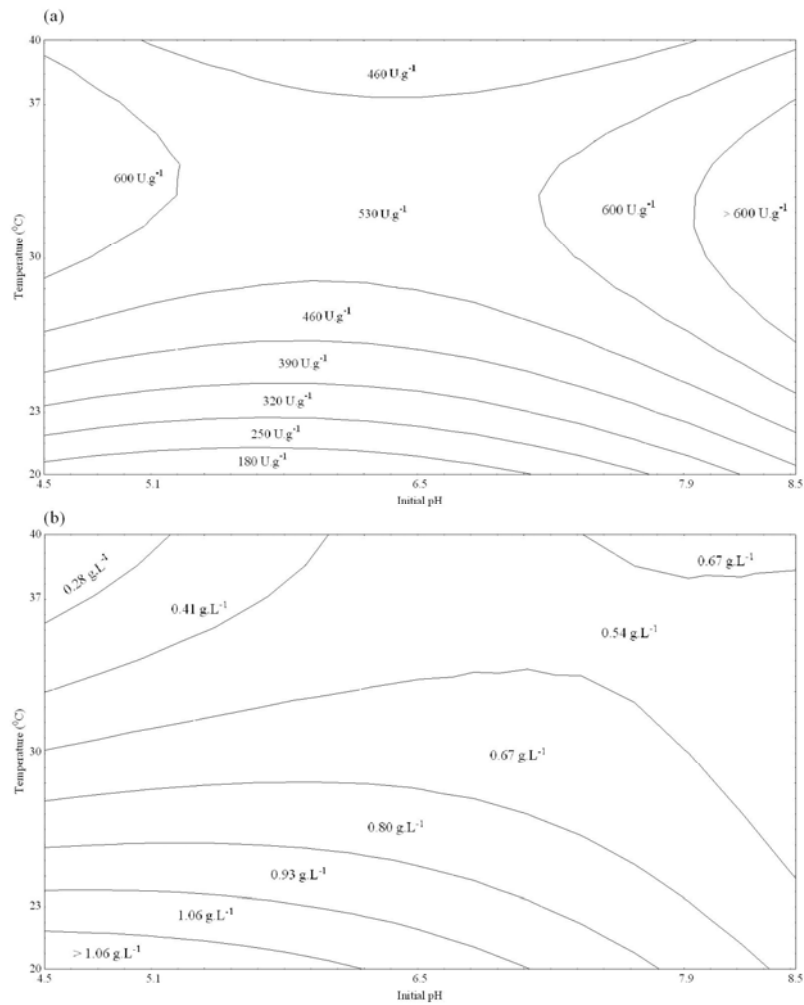 (a)
40
460 U.g⁻¹
37
600 U.g⁻¹
530 U.g⁻¹
600 U.g⁻¹
> 600 U.g⁻¹
Temperature (⁰C)
30
460 U.g⁻¹
390 U.g⁻¹
23
320 U.g⁻¹
250 U.g⁻¹
180 U.g⁻¹
20
4.5 5.1 6.5 7.9 8.5
Initial pH
(b)
40
0.28 g.L⁻¹
0.67 g.L⁻¹
37
0.41 g.L⁻¹
0.54 g.L⁻¹
Temperature (⁰C)
30
0.67 g.L⁻¹
0.80 g.L⁻¹
0.93 g.L⁻¹
23
1.06 g.L⁻¹
> 1.06 g.L⁻¹
20
4.5 5.1 6.5 7.9 8.5
Initial pH